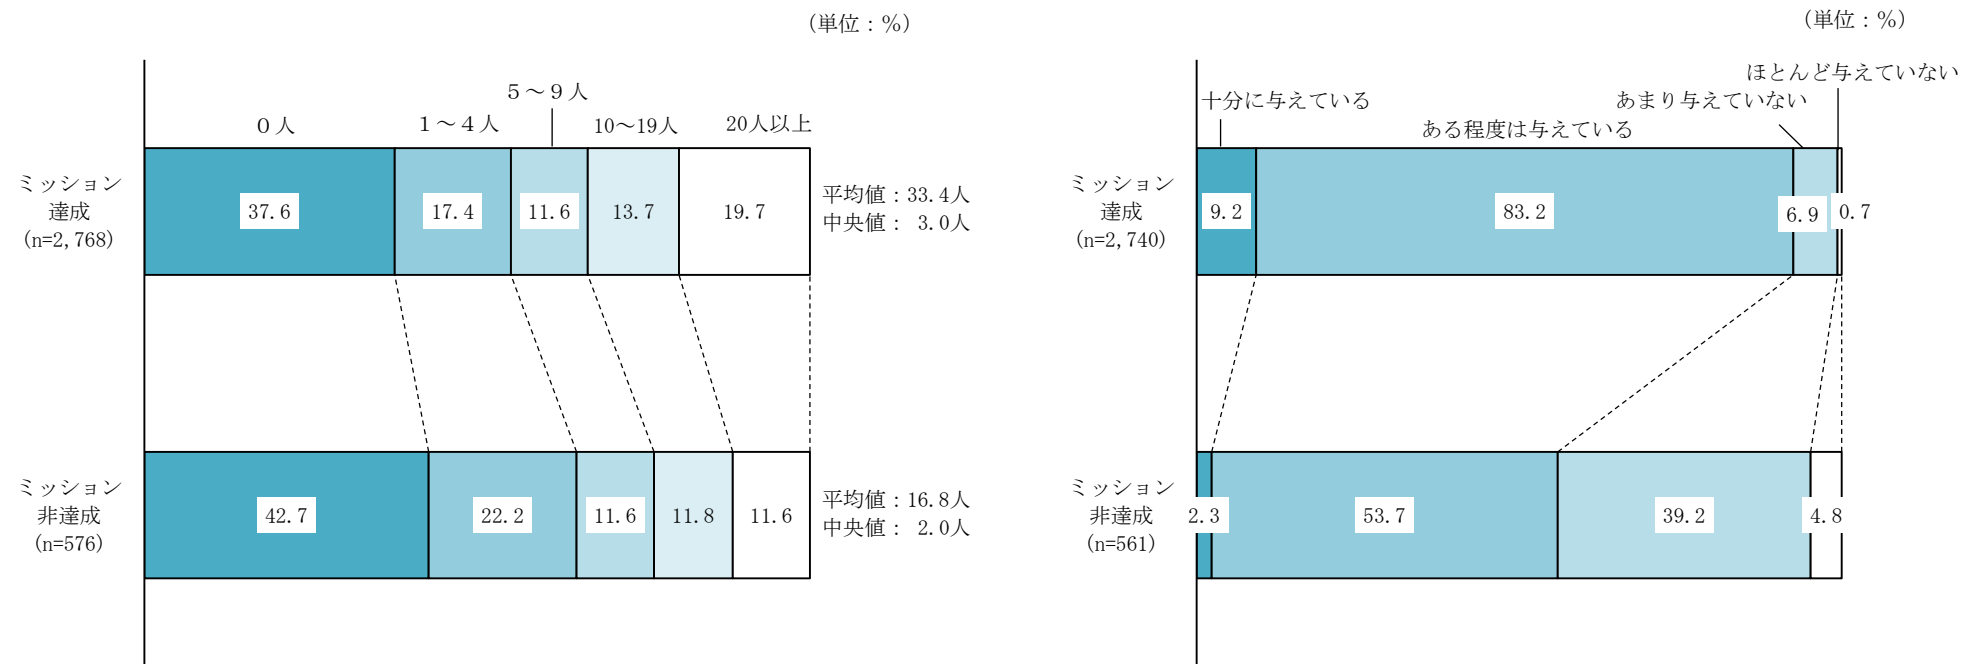 （単位：％）
５～９人
０人
１～４人
10～19人
20人以上
ミッション
達成
(n=2,768)
37.6
17.4
11.6
13.7
19.7
平均値：33.4人
中央値： 3.0人
ミッション
非達成
(n=576)
42.7
22.2
11.6
11.8
11.6
平均値：16.8人
中央値： 2.0人
（単位：％）
ほとんど与えていない
十分に与えている
あまり与えていない
ある程度は与えている
ミッション
達成
(n=2,740)
9.2
83.2
6.9
0.7
ミッション
非達成
(n=561)
2.3
53.7
39.2
4.8